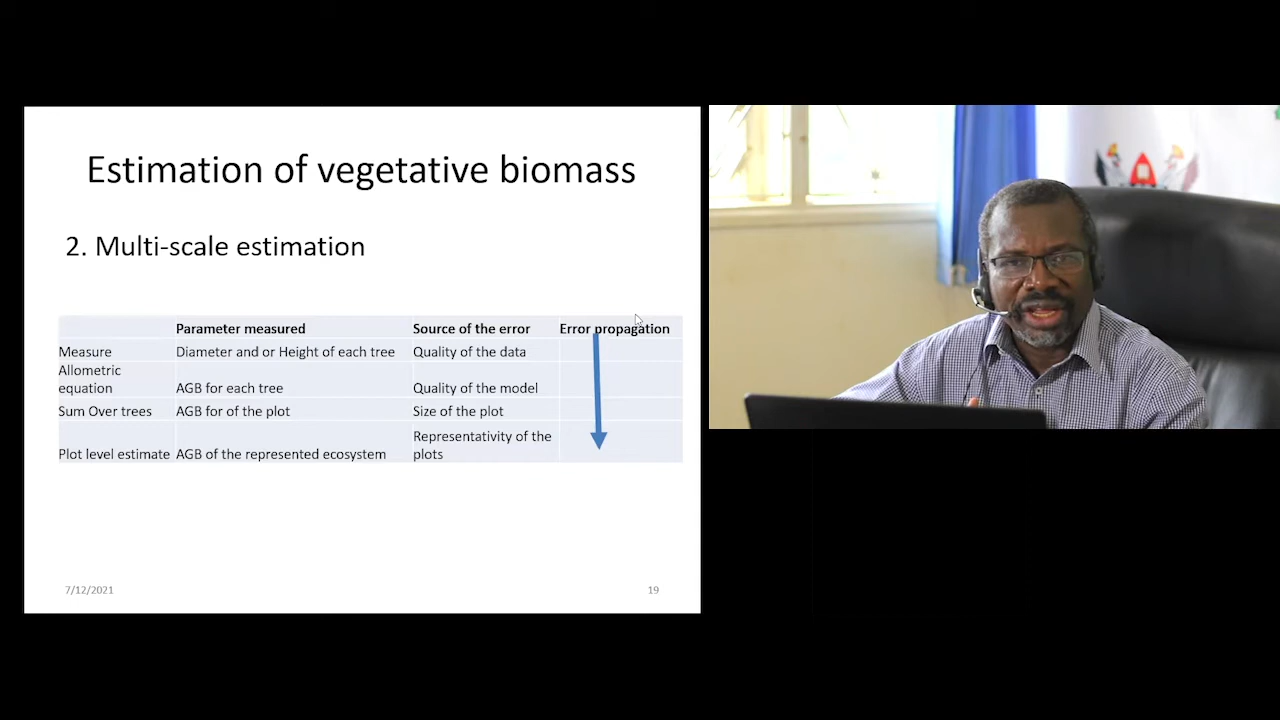 Estimation of vegetative biomass
2. Multi-scale estimation
Parameter measured Source of the error Error propagation
Measure Diameter and or Height of each tree Quality of the data
Allometric
equation AGB for each tree Quality of the model
Sum Over trees AGB for of the plot Size of the plot
Representativity of the
Plot level estimate AGB of the represented ecosystem plots
7/12/2021 19